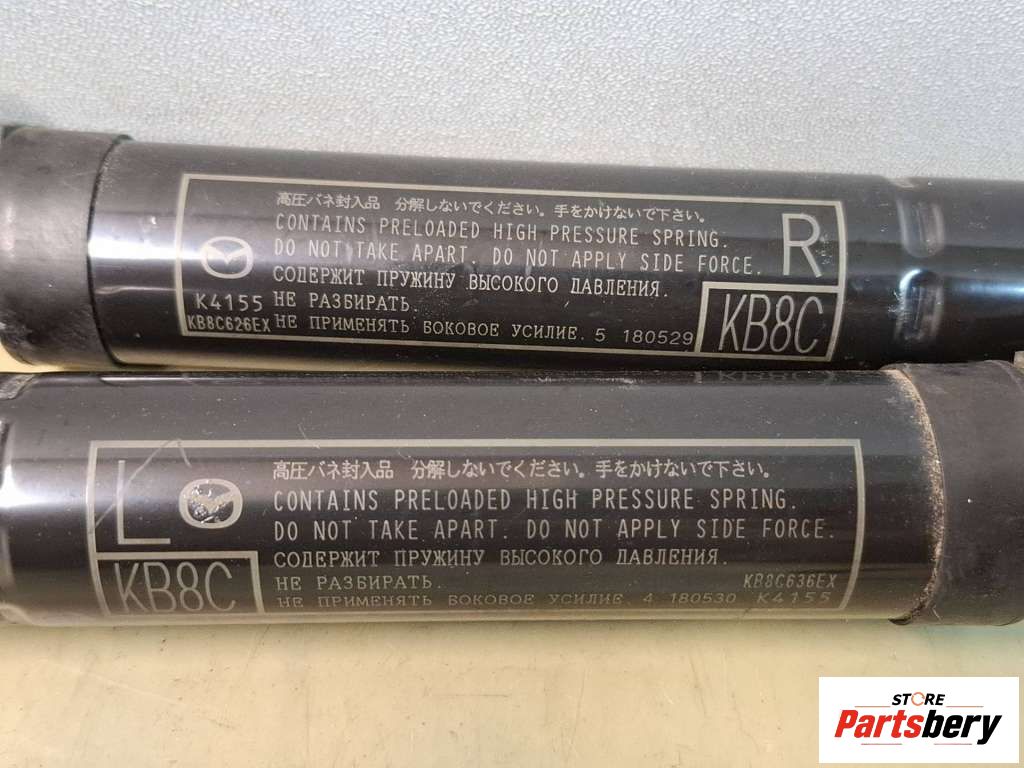 高圧バネ封入品 分解しないでください。手をかけないで下さい。
CONTAINS PRELOADED HIGH PRESSURE SPRING.
DO NOT TAKE APART. DO NOT APPLY SIDE FORCE.
СОДЕРЖИТ ПРУЖИНУ ВЫСОКОГО ДАВЛЕНИЯ.
K4155 НЕ РАЗБИРАТЬ.
KB8C626EX НЕ ПРИМЕНЯТЬ БОКОВОЕ УСИЛИЕ. 5 180529
R
KB8C
L
KB8C
高圧バネ封入品 分解しないでください。手をかけないで下さい。
CONTAINS PRELOADED HIGH PRESSURE SPRING.
DO NOT TAKE APART. DO NOT APPLY SIDE FORCE.
СОДЕРЖИТ ПРУЖИНУ ВЫСОКОГО ДАВЛЕНИЯ.
НЕ РАЗБИРАТЬ. KB8C636EX
НЕ ПРИМЕНЯТЬ БОКОВОЕ УСИЛИЕ. 4 180530 K4155
STORE
Partsbery